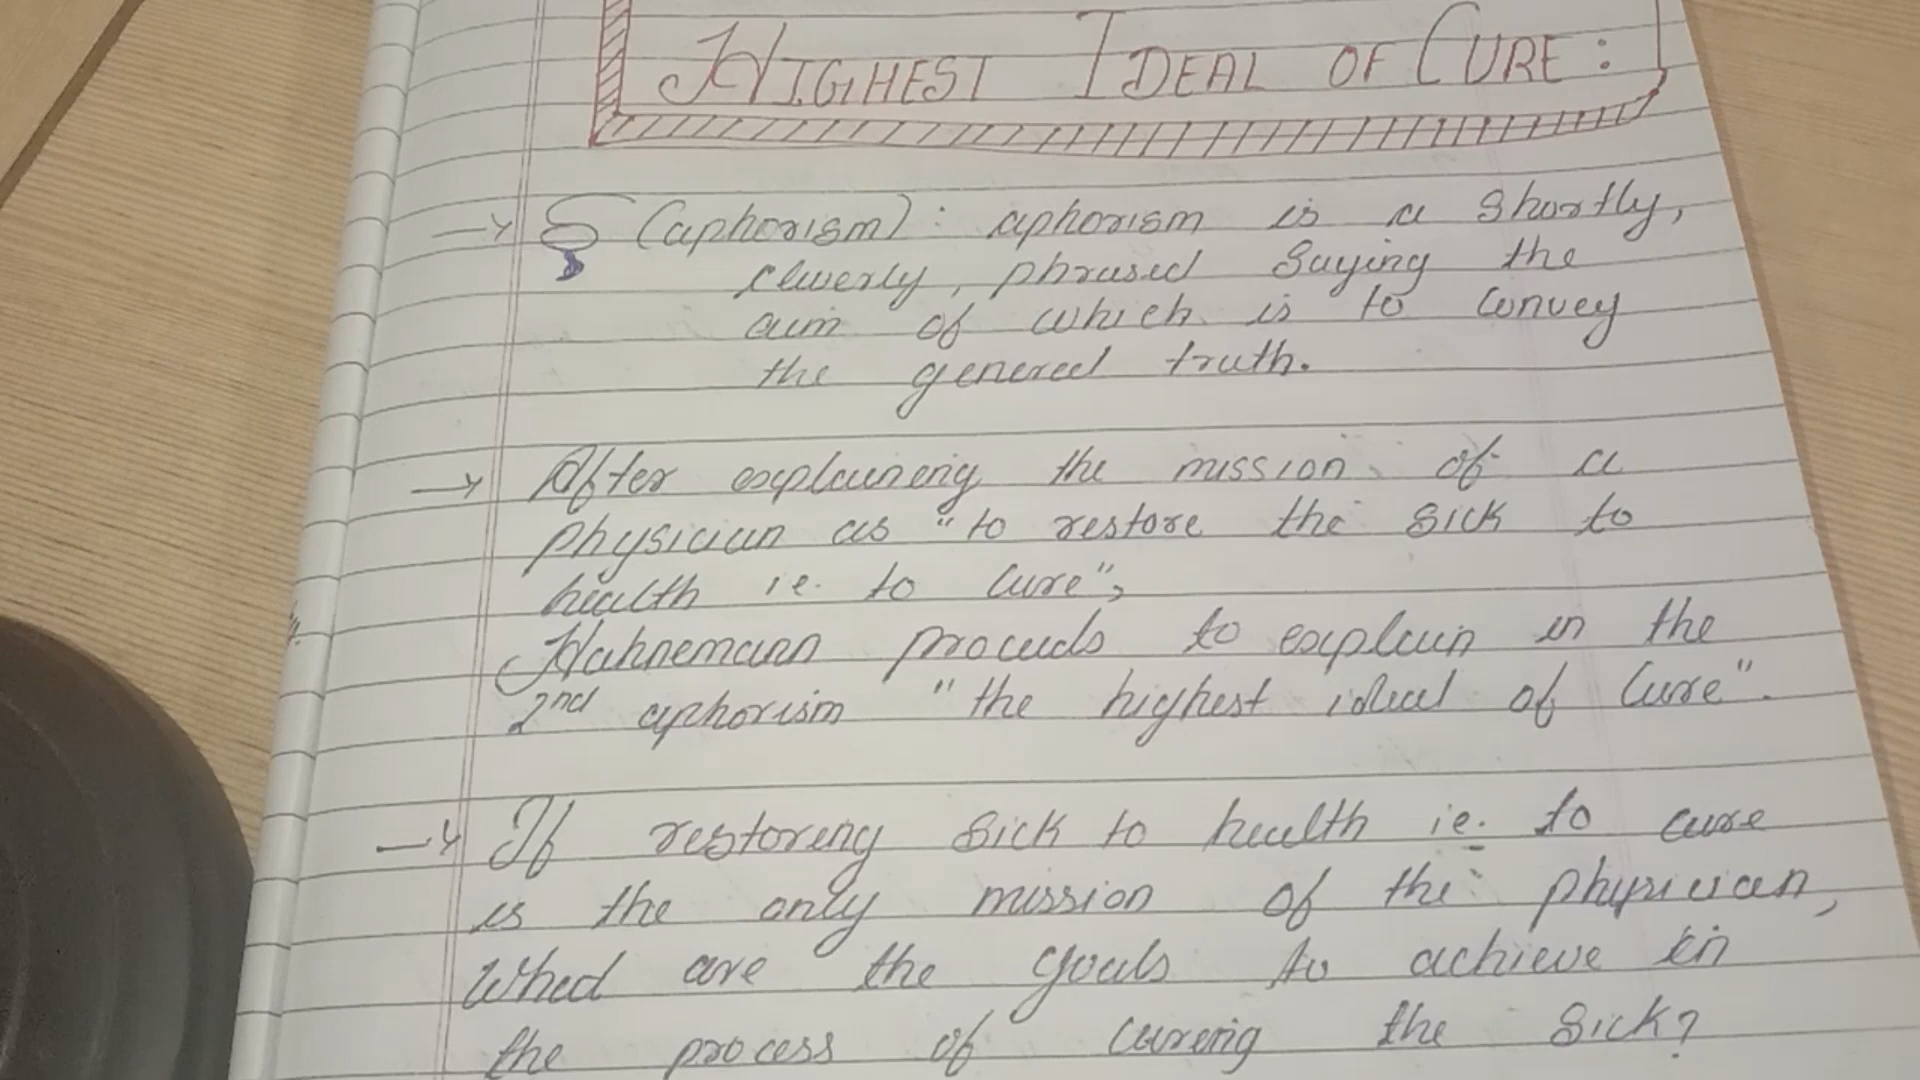 HIGHEST IDEAL OF CURE:
→ § (aphorism): aphorism is a shortly,
cleverly, phrased saying the
aim of which is to convey
the general truth.
→ After explaining the mission of a
physician as "to restore the sick to
health ie. to cure",
Hahnemann proceeds to explain in the
2nd aphorism "the highest ideal of cure".
→ If restoring sick to health ie. to cure
is the only mission of the physician,
What are the goals to achieve in
the process of cureing the sick?